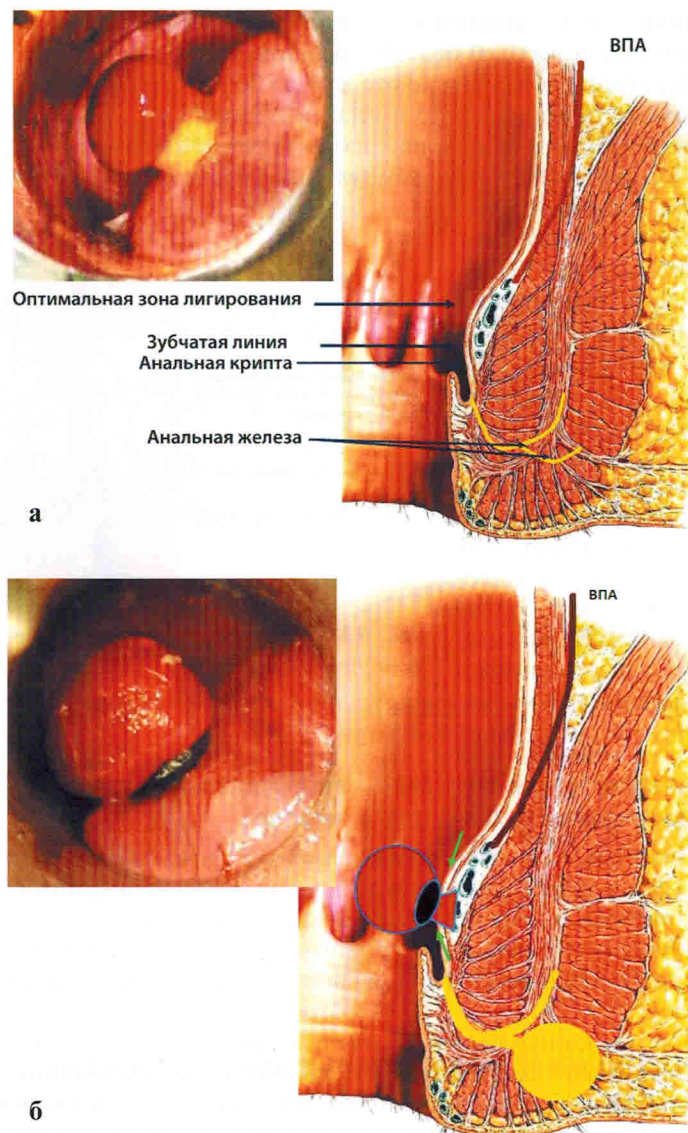 ВПА
Оптимальная зона лигирования
Зубчатая линия
Анальная крипта
Анальная железа
а
ВПА
б